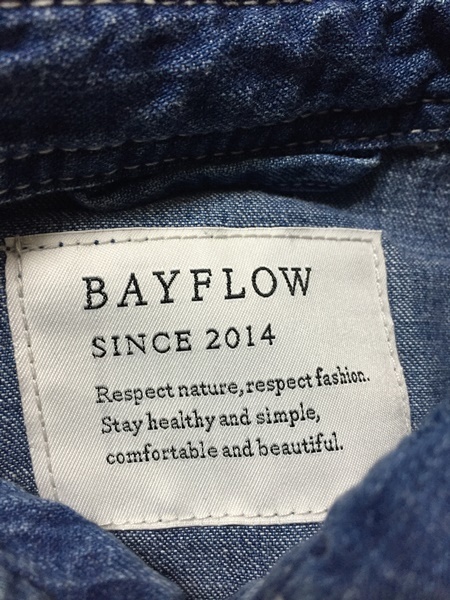 BAYFLOW
SINCE 2014
Respect nature, respect fashion.
Stay healthy and simple,
comfortable and beautiful.